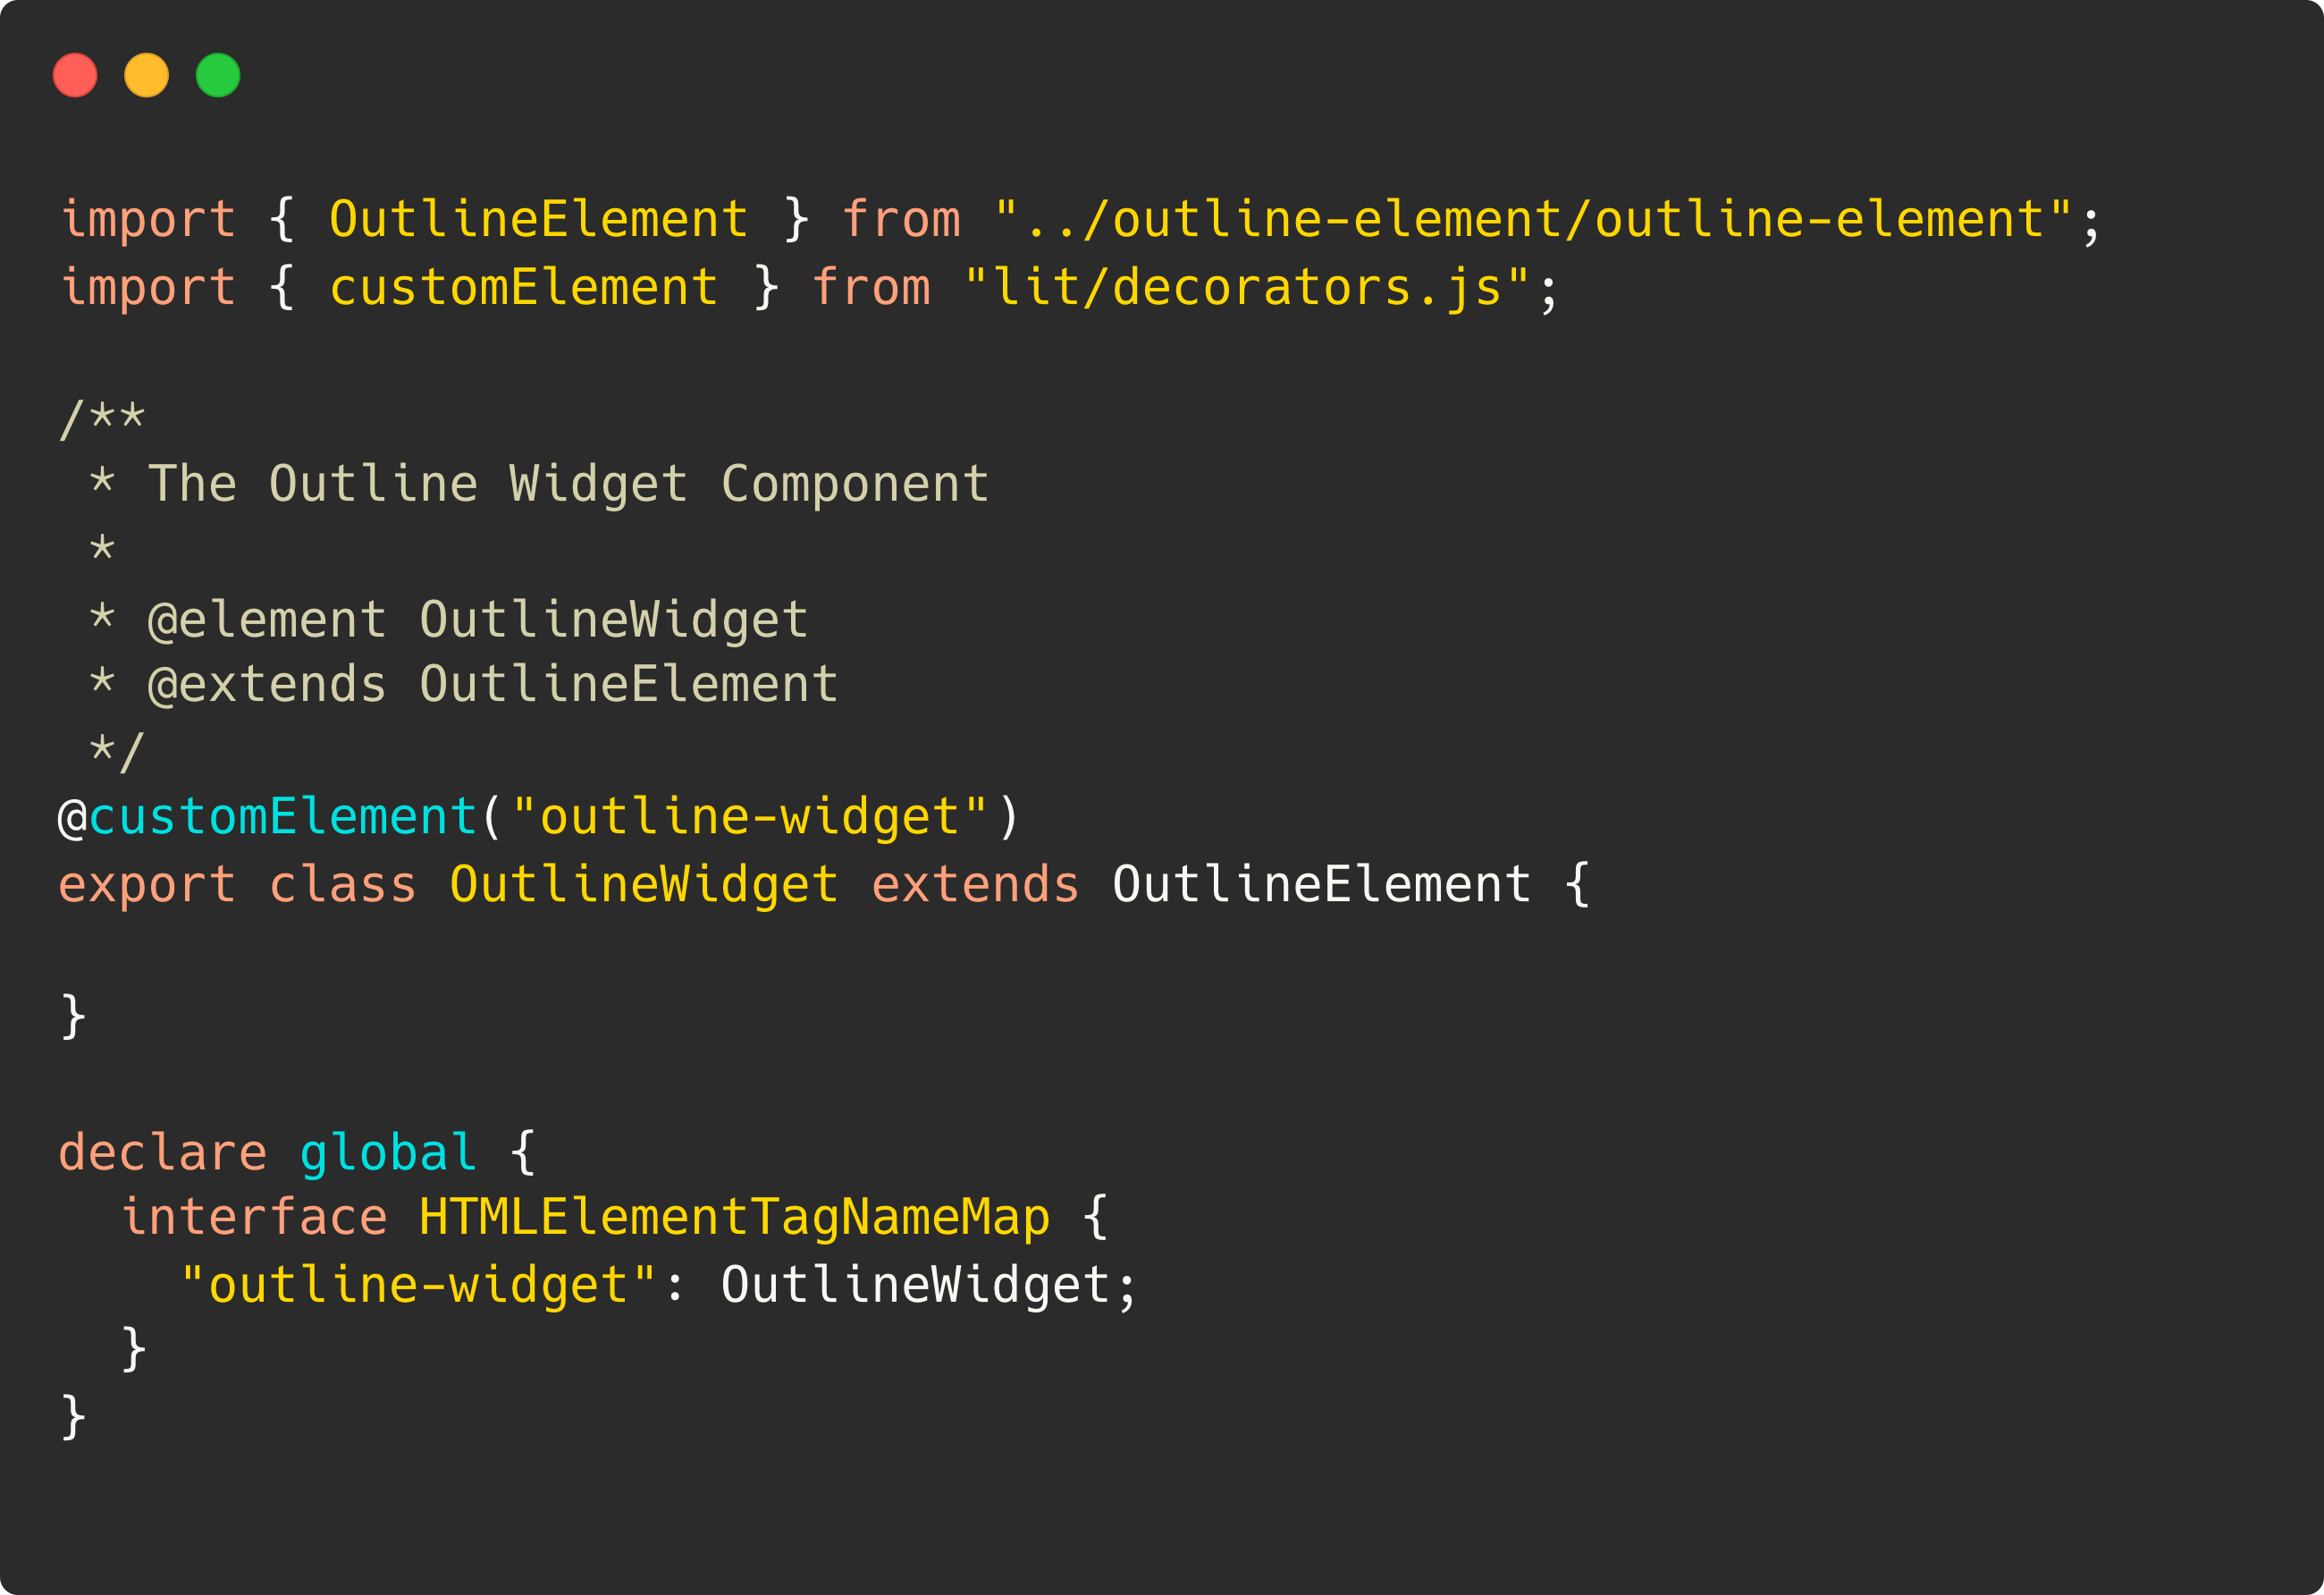 import { OutlineElement } from "../outline-element/outline-element";
import { customElement } from "lit/decorators.js";

/**
 * The Outline Widget Component
 *
 * @element OutlineWidget
 * @extends OutlineElement
 */
@customElement("outline-widget")
export class OutlineWidget extends OutlineElement {

}

declare global {
  interface HTMLElementTagNameMap {
    "outline-widget": OutlineWidget;
  }
}